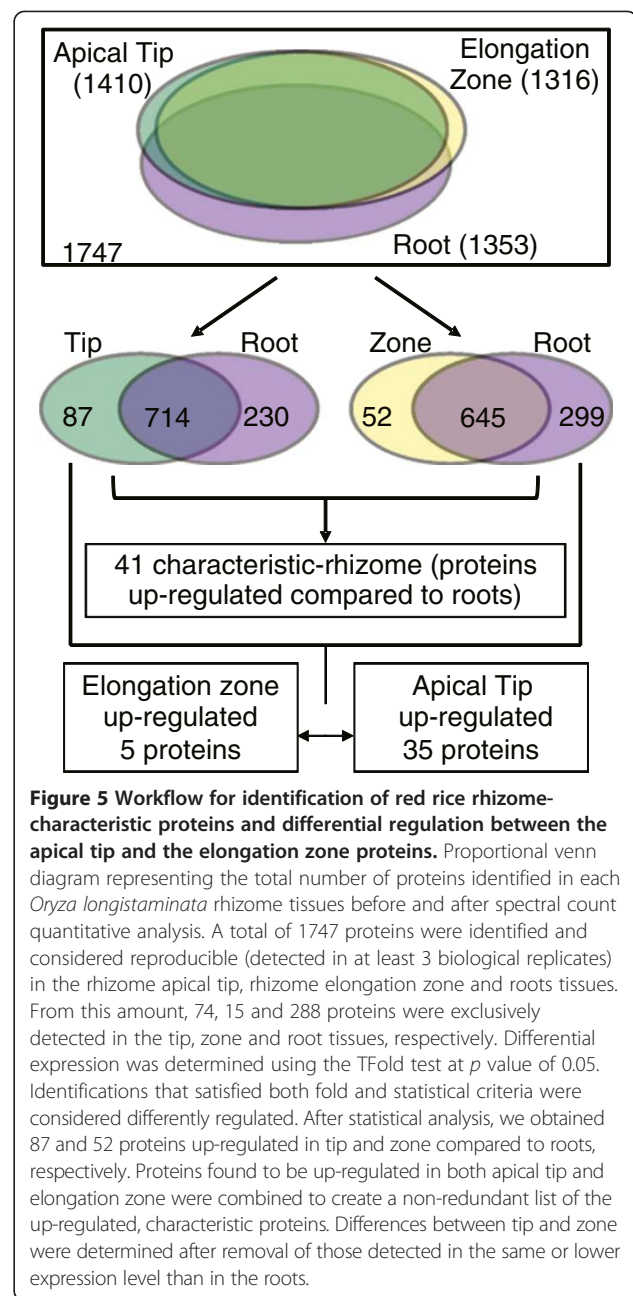 Apical Tip
(1410)
Elongation
Zone (1316)
1747
Root (1353)
Tip
Root
Zone
Root
87
714
230
52
645
299
41 characteristic-rhizome (proteins
up-regulated compared to roots)
Elongation zone
up-regulated
5 proteins
Apical Tip
up-regulated
35 proteins
Figure 5 Workflow for identification of red rice rhizome-
characteristic proteins and differential regulation between the
apical tip and the elongation zone proteins. Proportional venn
diagram representing the total number of proteins identified in each
Oryza longistaminata rhizome tissues before and after spectral count
quantitative analysis. A total of 1747 proteins were identified and
considered reproducible (detected in at least 3 biological replicates)
in the rhizome apical tip, rhizome elongation zone and roots tissues.
From this amount, 74, 15 and 288 proteins were exclusively
detected in the tip, zone and root tissues, respectively. Differential
expression was determined using the TFold test at p value of 0.05.
Identifications that satisfied both fold and statistical criteria were
considered differently regulated. After statistical analysis, we obtained
87 and 52 proteins up-regulated in tip and zone compared to roots,
respectively. Proteins found to be up-regulated in both apical tip and
elongation zone were combined to create a non-redundant list of the
up-regulated, characteristic proteins. Differences between tip and zone
were determined after removal of those detected in the same or lower
expression level than in the roots.